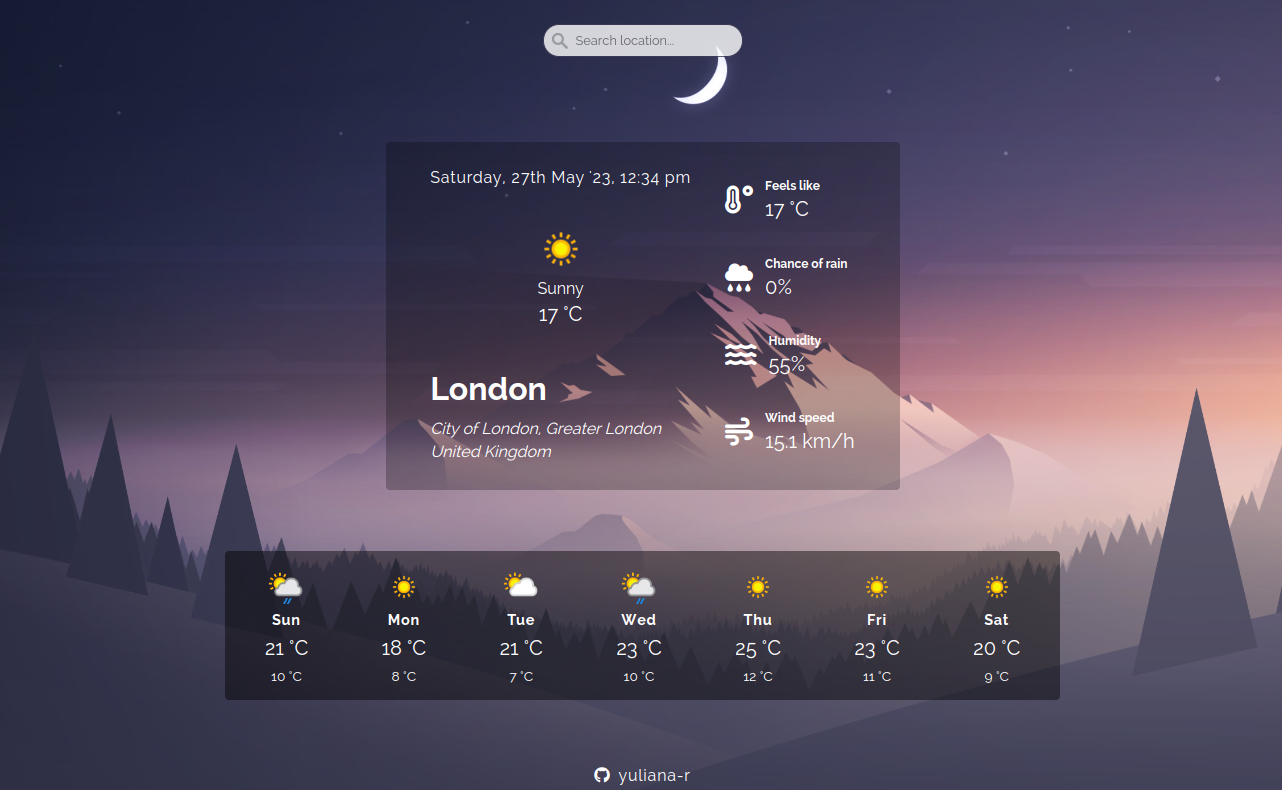 Search location...
Saturday, 27th May '23, 12:34 pm
Sunny
17 °C
London
City of London, Greater London
United Kingdom
Feels like
17 °C
Chance of rain
0%
Humidity
55%
Wind speed
15.1 km/h
Sun Mon Tue Wed Thu Fri Sat
21 °C 18 °C 21 °C 23 °C 25 °C 23 °C 20 °C
10 °C 8 °C 7 °C 10 °C 12 °C 11 °C 9 °C
yuliana-r